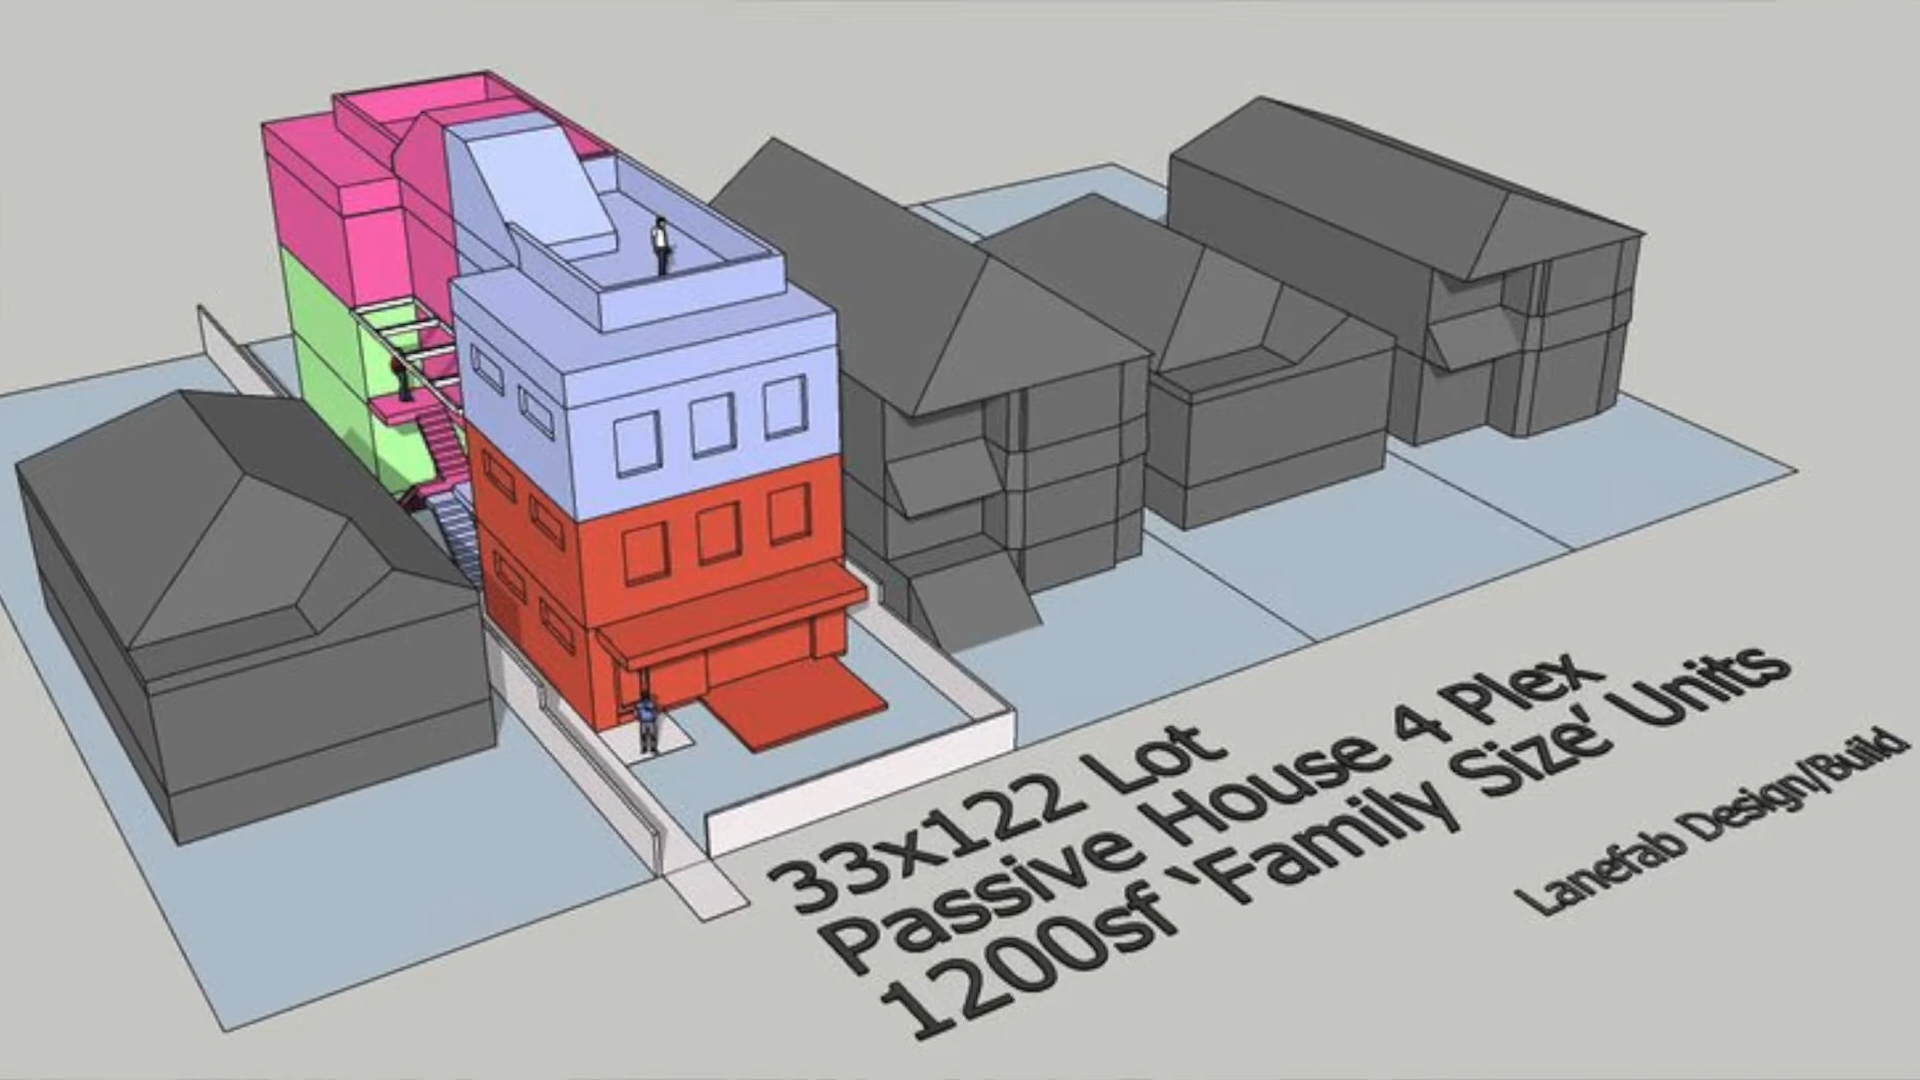 33x122 Lot
Passive House 4 Plex
1200sf 'Family Size' Units
Lanefab Design/Build